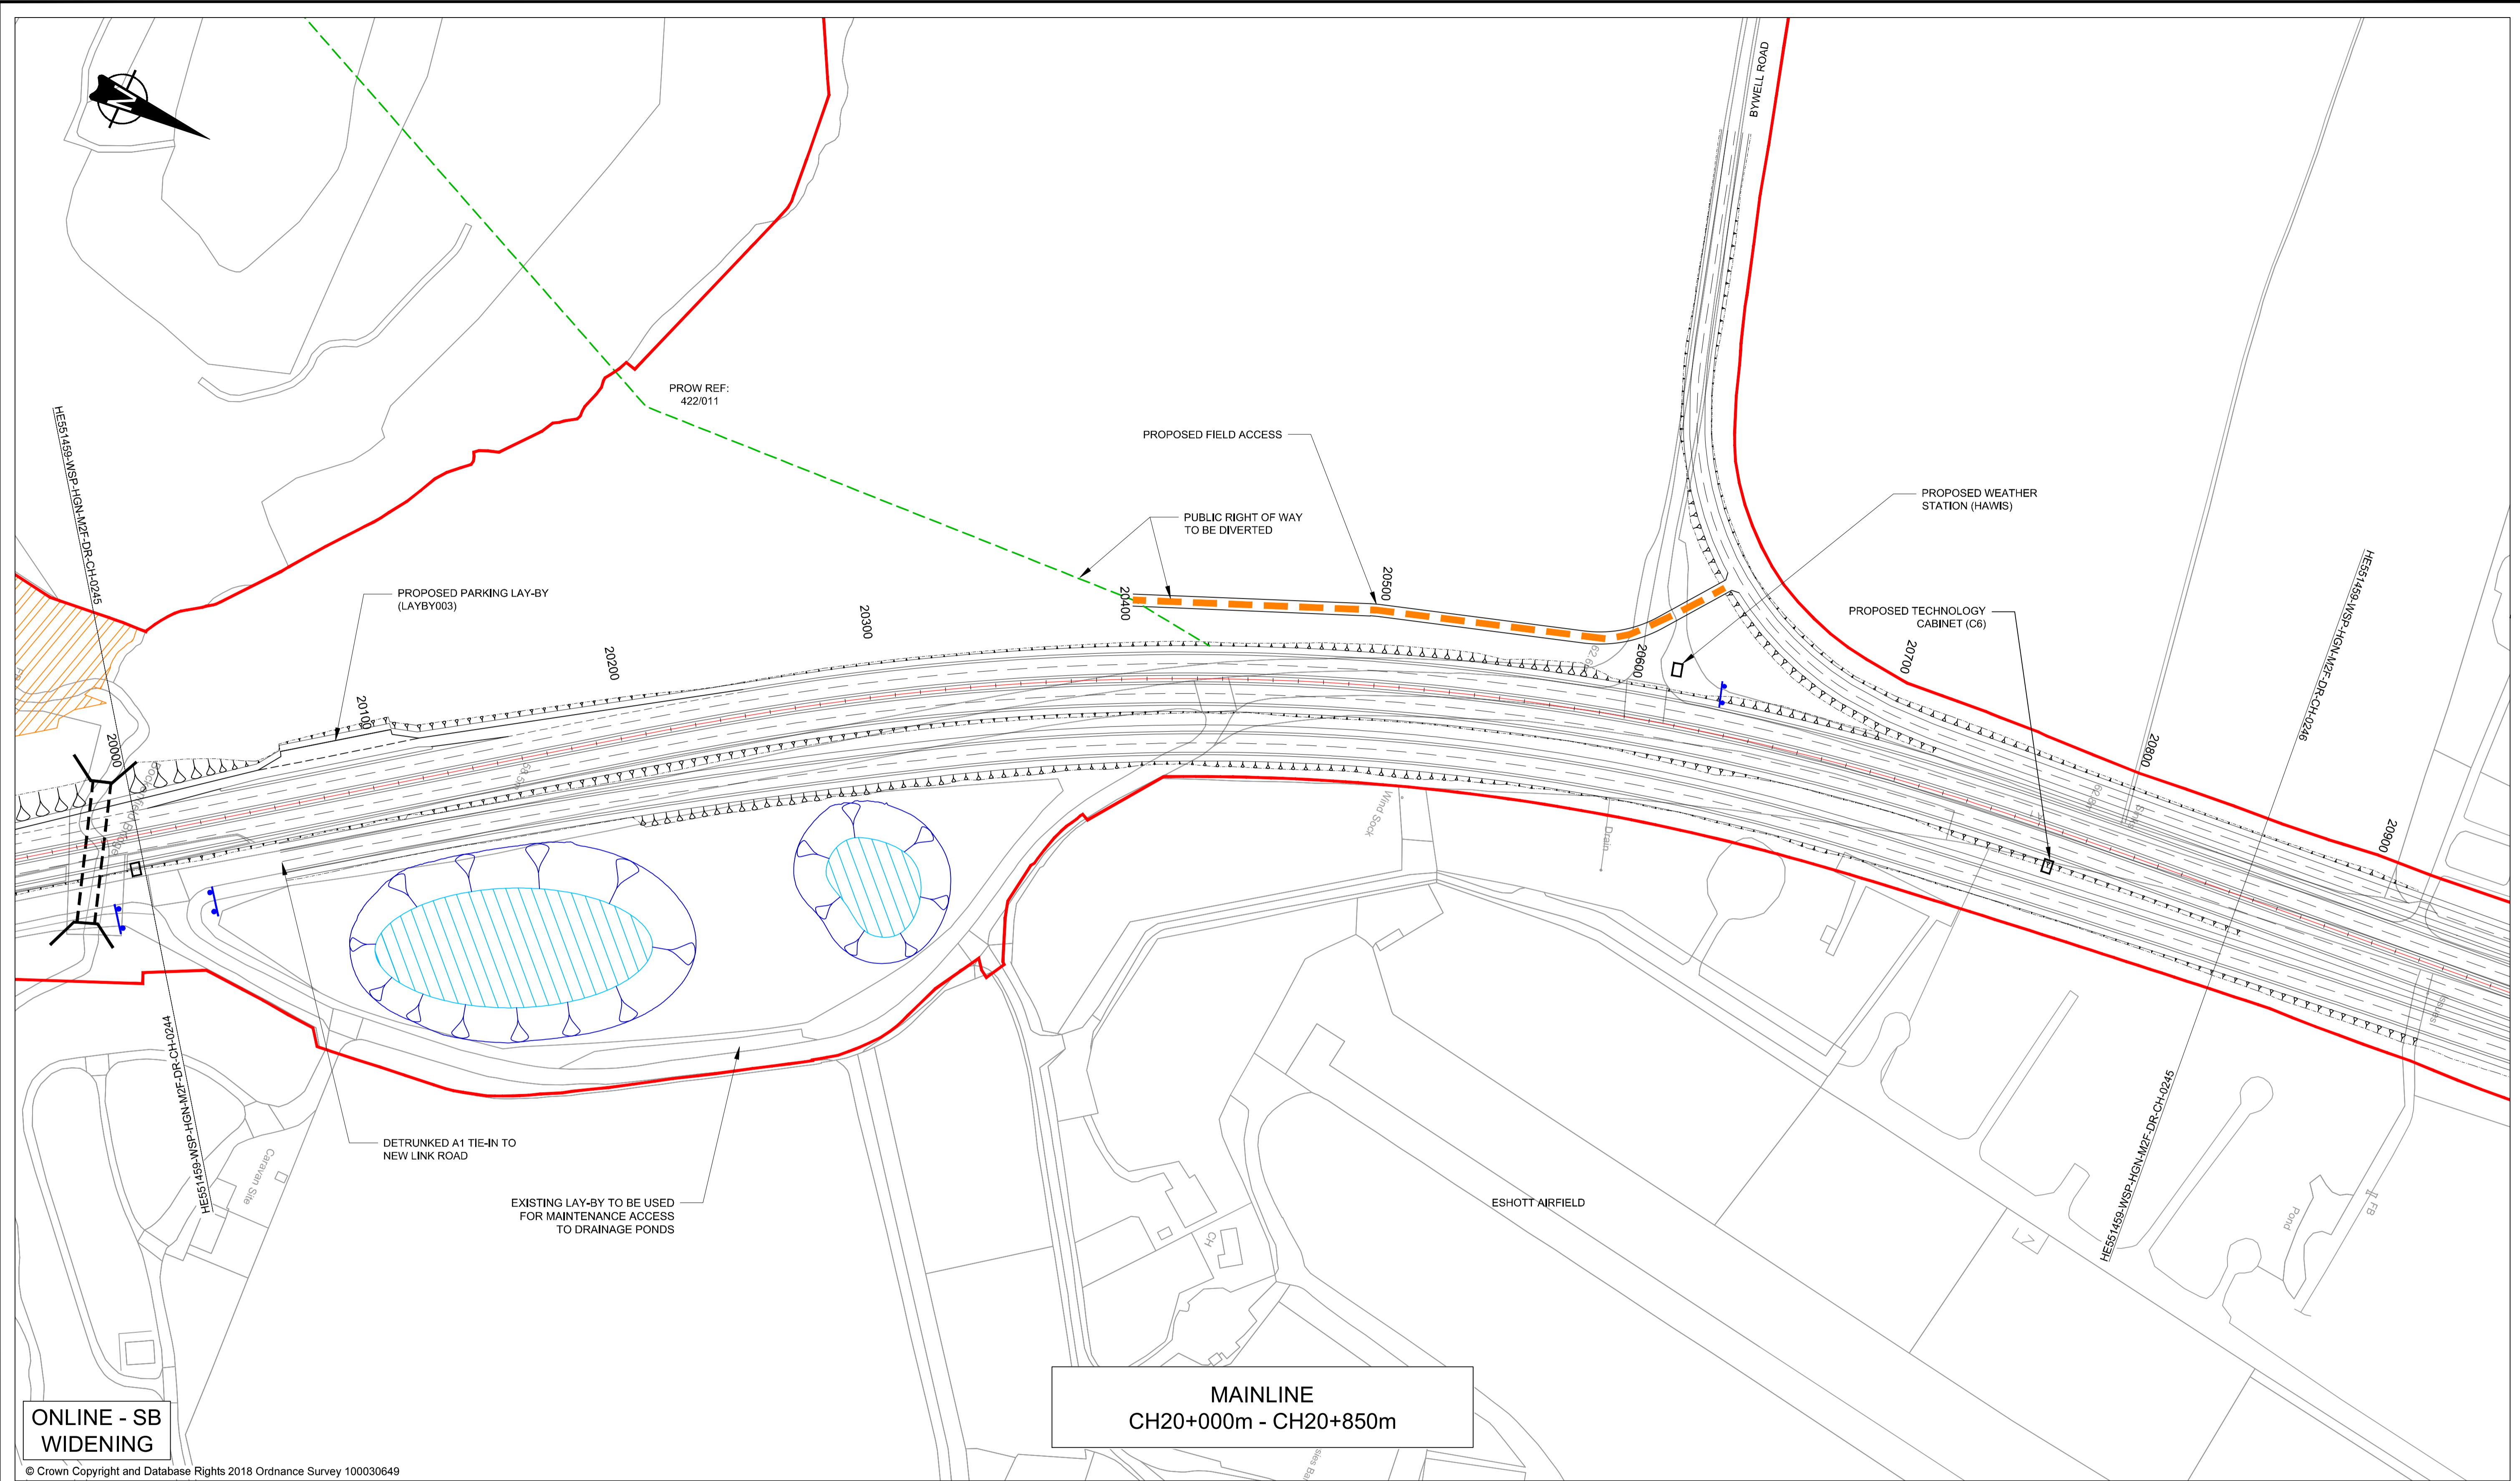 N
BYWELL ROAD
PROW REF:
422/011
HE551459-WSP-HGN-M2F-DR-CH-0245
PROPOSED FIELD ACCESS
PROPOSED WEATHER
STATION (HAWIS)
PUBLIC RIGHT OF WAY
TO BE DIVERTED
HE551459-WSP-HGN-M2F-DR-CH-0246
PROPOSED PARKING LAY-BY
(LAYBY003)
PROPOSED TECHNOLOGY
CABINET (C6)
20000
20100
20200
20300
20400
20500
20600
20700
20800
20900
Wind Sock
Drain
Sinks
Issues
HE551459-WSP-HGN-M2F-DR-CH-0244
Caravan Site
DETRUNKED A1 TIE-IN TO
NEW LINK ROAD
EXISTING LAY-BY TO BE USED
FOR MAINTENANCE ACCESS
TO DRAINAGE PONDS
CH
ESHOTT AIRFIELD
HE551459-WSP-HGN-M2F-DR-CH-0245
Pond
FB
MAINLINE
CH20+000m - CH20+850m
ONLINE - SB
WIDENING
© Crown Copyright and Database Rights 2018 Ordnance Survey 100030649